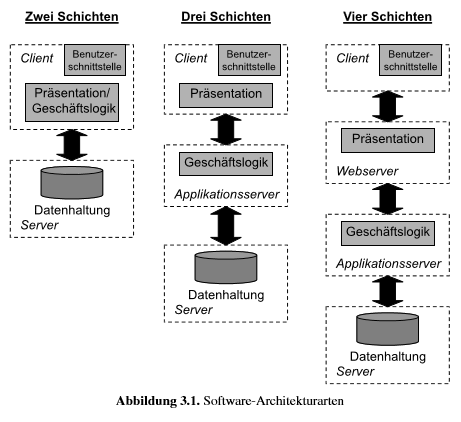 Zwei Schichten
Client
Benutzer-
schnittstelle
Präsentation/
Geschäftslogik
Datenhaltung
Server
Drei Schichten
Client
Benutzer-
schnittstelle
Präsentation
Geschäftslogik
Applikationsserver
Datenhaltung
Server
Vier Schichten
Client
Benutzer-
schnittstelle
Präsentation
Webserver
Geschäftslogik
Applikationsserver
Datenhaltung
Server
Abbildung 3.1. Software-Architekturarten